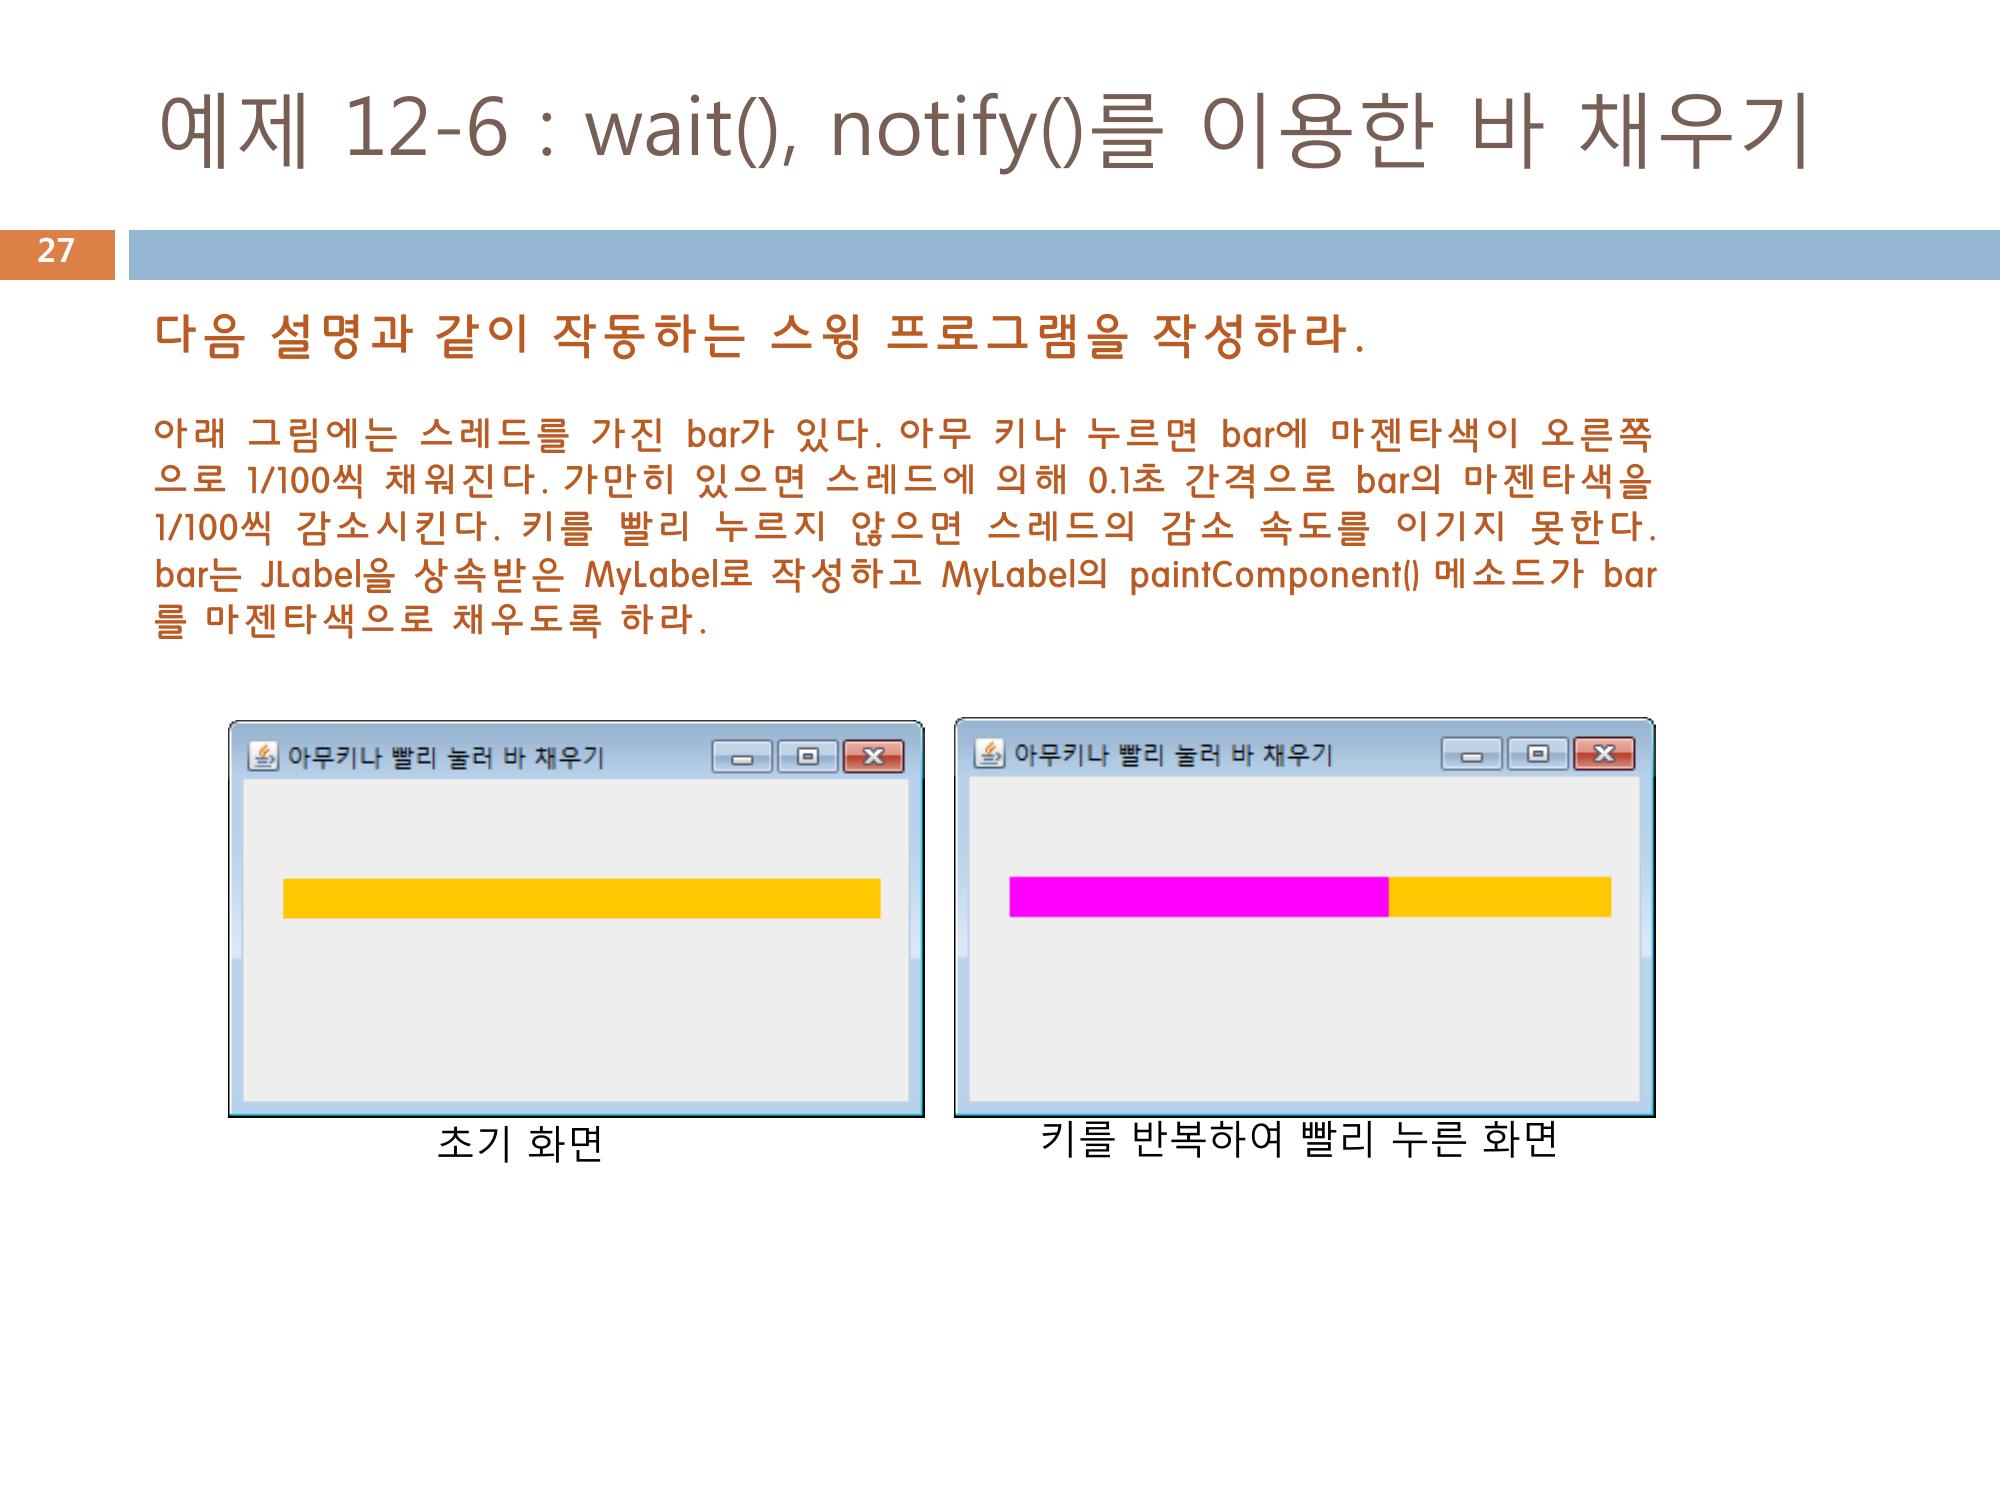 예제 12-6 : wait(), notify()를 이용한 바 채우기
27
다음 설명과 같이 작동하는 스윙 프로그램을 작성하라.
아래 그림에는 스레드를 가진 bar가 있다. 아무 키나 누르면 bar에 마젠타색이 오른쪽
으로 1/100씩 채워진다. 가만히 있으면 스레드에 의해 0.1초 간격으로 bar의 마젠타색을
1/100씩 감소시킨다. 키를 빨리 누르지 않으면 스레드의 감소 속도를 이기지 못한다.
bar는 JLabel을 상속받은 MyLabel로 작성하고 MyLabel의 paintComponent() 메소드가 bar
를 마젠타색으로 채우도록 하라.
아무키나 빨리 눌러 바 채우기
아무키나 빨리 눌러 바 채우기
초기 화면
키를 반복하여 빨리 누른 화면